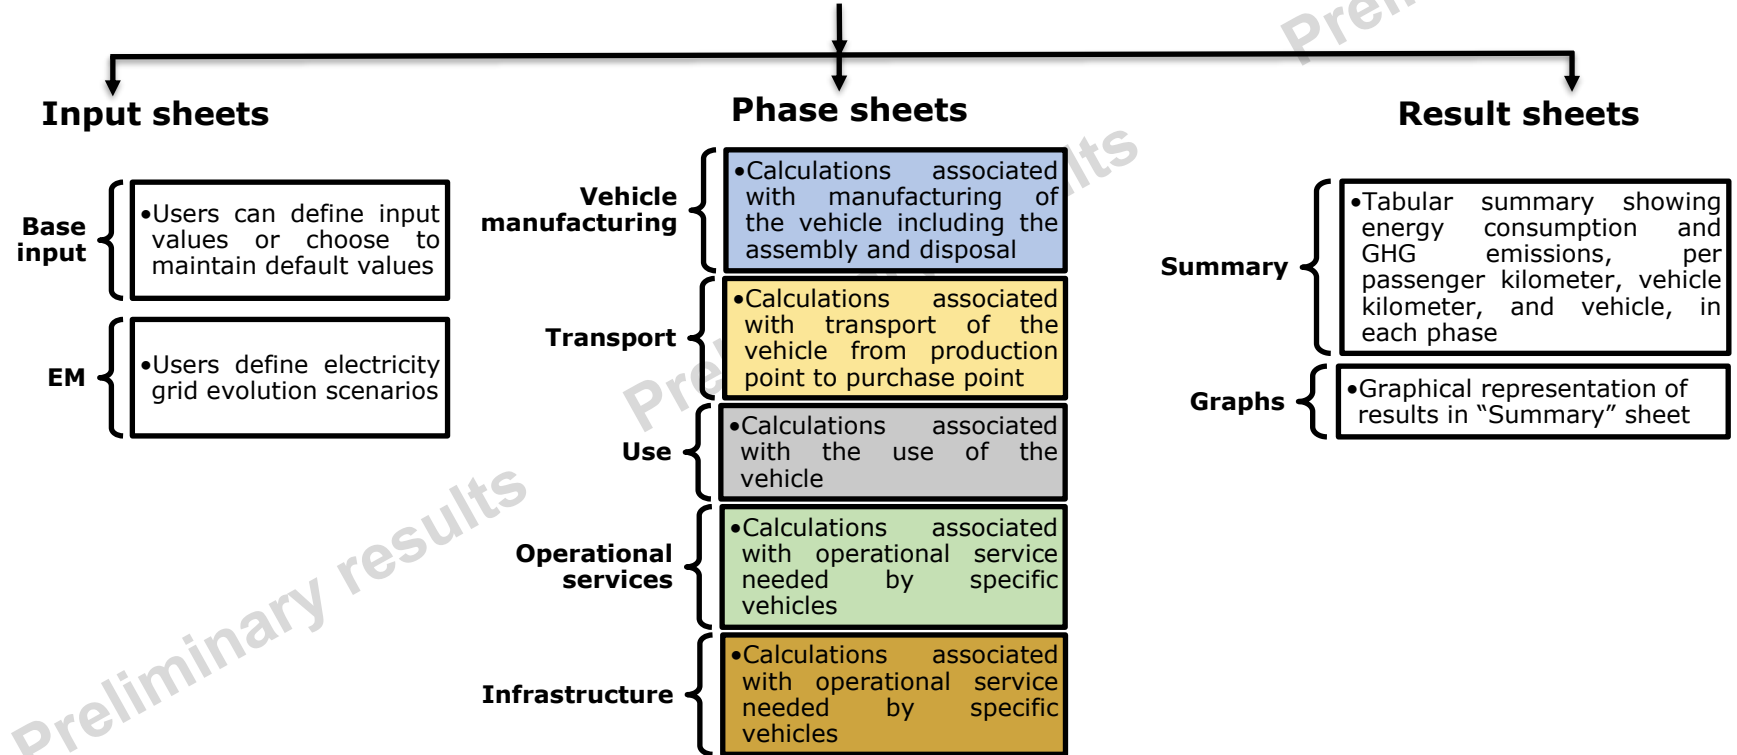 Input sheets
Base
input
•Users can define input
values or choose to
maintain default values
EM
•Users define electricity
grid evolution scenarios
Phase sheets
Vehicle
manufacturing
•Calculations associated
with manufacturing of
the vehicle including the
assembly and disposal
Transport
•Calculations associated
with transport of the
vehicle from production
point to purchase point
Use
•Calculations associated
with the use of the
vehicle
Operational
services
•Calculations associated
with operational service
needed by specific
vehicles
Infrastructure
•Calculations associated
with operational service
needed by specific
vehicles
Result sheets
Summary
•Tabular summary showing
energy consumption and
GHG emissions, per
passenger kilometer, vehicle
kilometer, and vehicle, in
each phase
Graphs
•Graphical representation of
results in “Summary” sheet
Preliminary results